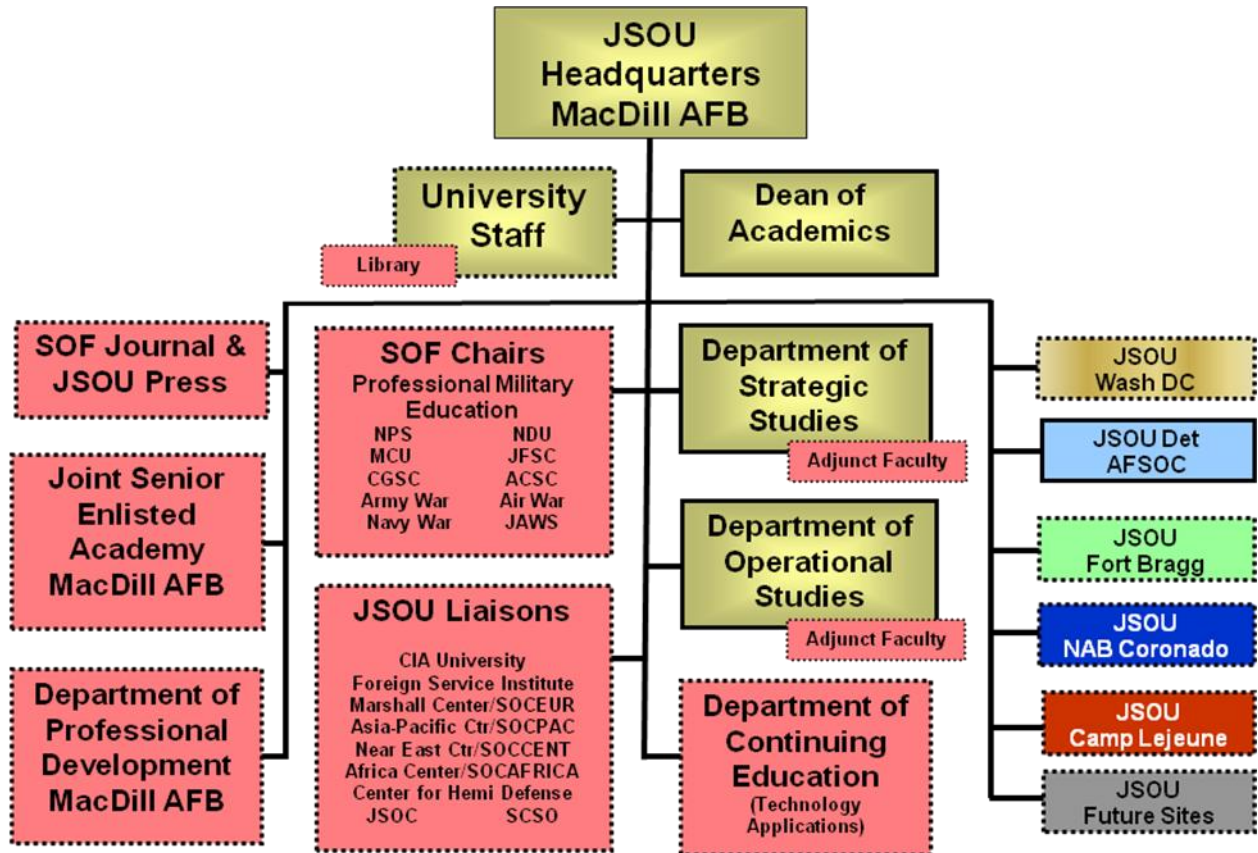 JSOU
Headquarters
MacDill AFB
University
Staff
Library
Dean of
Academics
SOF Journal &
JSOU Press
Joint Senior
Enlisted
Academy
MacDill AFB
Department of
Professional
Development
MacDill AFB
SOF Chairs
Professional Military
Education
NPS NDU
MCU JFSC
CGSC ACSC
Army War Air War
Navy War JAWS
JSOU Liaisons
CIA University
Foreign Service Institute
Marshall Center/SOCEUR
Asia-Pacific Ctr/SOCPAC
Near East Ctr/SOCCENT
Africa Center/SOCAFRICA
Center for Hemi Defense
JSOC SCSO
Department of
Strategic
Studies
Adjunct Faculty
Department of
Operational
Studies
Adjunct Faculty
Department of
Continuing
Education
(Technology
Applications)
JSOU
Wash DC
JSOU Det
AFSOC
JSOU
Fort Bragg
JSOU
NAB Coronado
JSOU
Camp Lejeune
JSOU
Future Sites